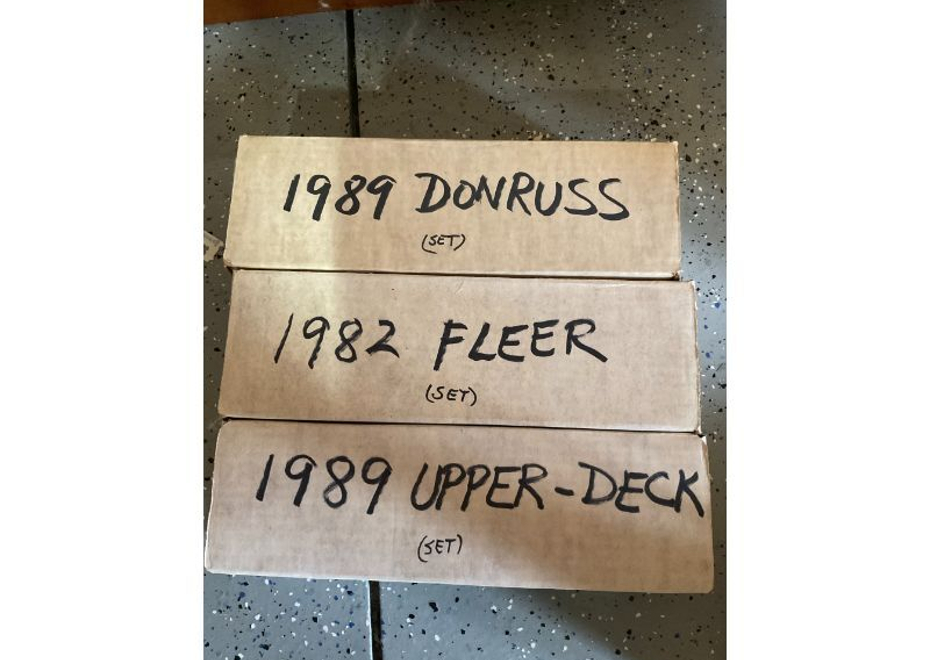 1989 DONRUSS
(SET)
1982 FLEER
(SET)
1989 UPPER-DECK
(SET)